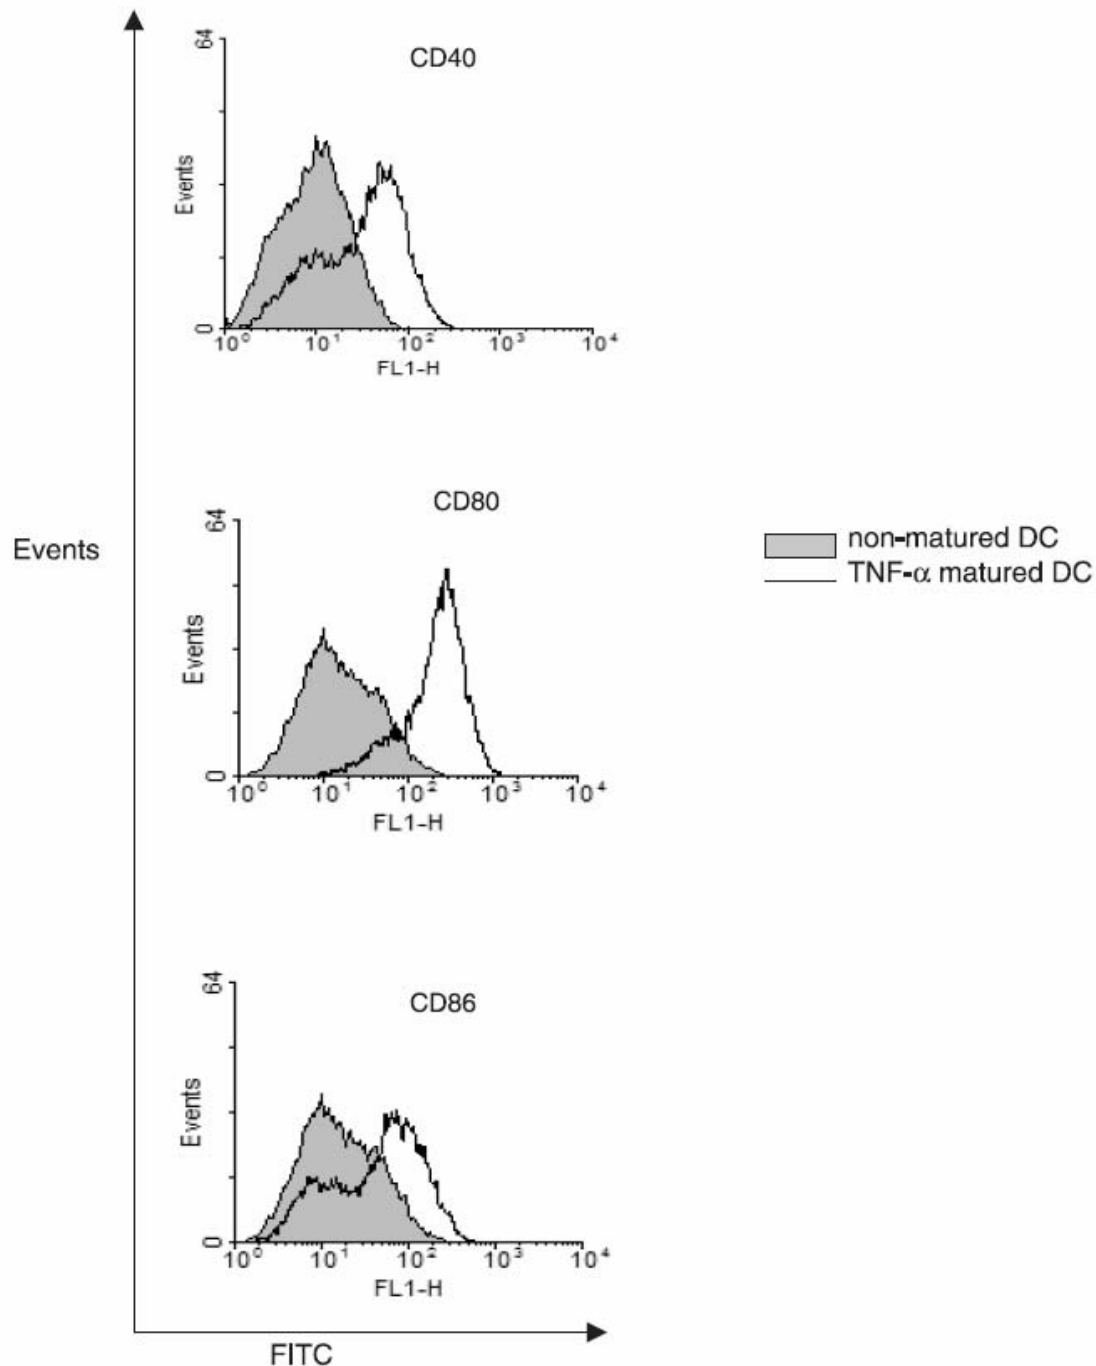 CD40
64
Events
0
10⁰ 10¹ 10² 10³ 10⁴
FL1-H
CD80
64
Events
Events
0
10⁰ 10¹ 10² 10³ 10⁴
FL1-H
non-matured DC
TNF-α matured DC
CD86
64
Events
0
10⁰ 10¹ 10² 10³ 10⁴
FL1-H
FITC